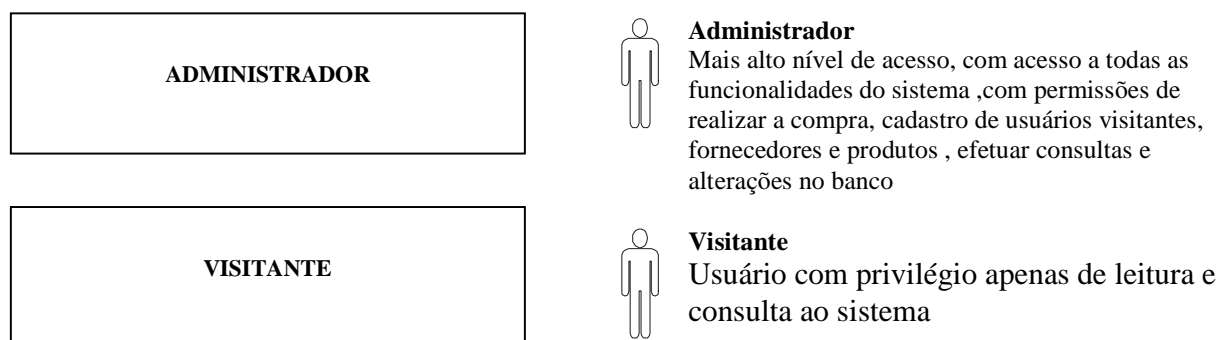 ADMINISTRADOR
Administrador
Mais alto nível de acesso, com acesso a todas as
funcionalidades do sistema ,com permissões de
realizar a compra, cadastro de usuários visitantes,
fornecedores e produtos , efetuar consultas e
alterações no banco
VISITANTE
Visitante
Usuário com privilégio apenas de leitura e
consulta ao sistema